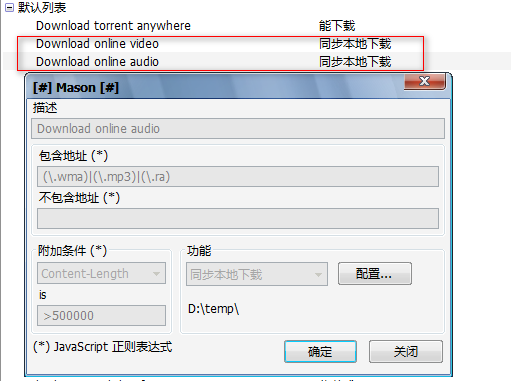 默认列表
Download torrent anywhere 能下载
Download online video 同步本地下载
Download online audio 同步本地下载
[#] Mason [#]
描述
Download online audio
包含地址 (*)
(\.wma)|(\.mp3)|(\.ra)
不包含地址 (*)
附加条件 (*) 功能
Content-Length 同步本地下载 配置...
is
>500000 D:\temp\
(*) JavaScript 正则表达式 确定 关闭